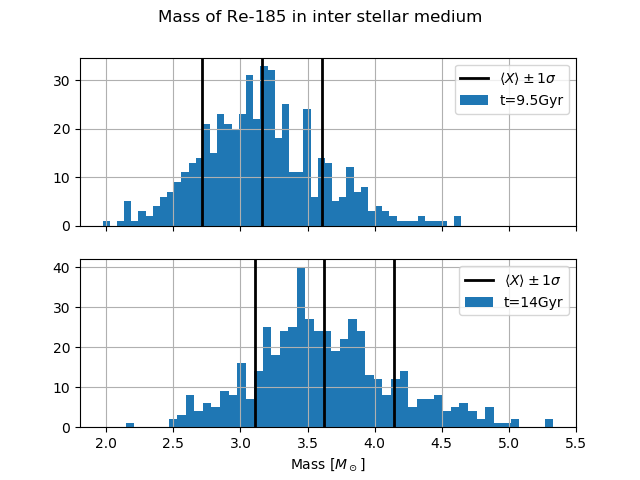 Mass of Re-185 in inter stellar medium
30
20
10
0
⟨X⟩ ± 1σ
t=9.5Gyr
40
30
20
10
0
⟨X⟩ ± 1σ
t=14Gyr
2.0 2.5 3.0 3.5 4.0 4.5 5.0 5.5
Mass [M⊙]